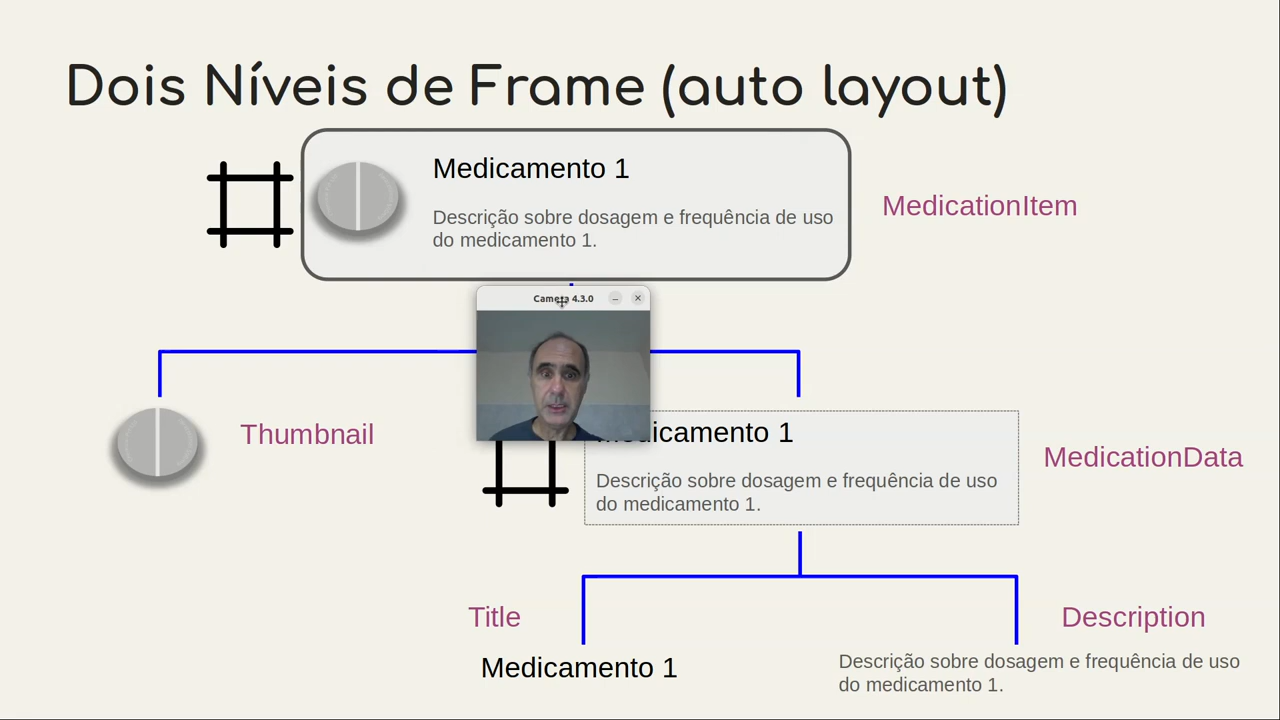 Dois Níveis de Frame (auto layout)
Medicamento 1
Descrição sobre dosagem e frequência de uso
do medicamento 1.
MedicationItem
Camera 4.3.0
Thumbnail
dicamento 1
Descrição sobre dosagem e frequência de uso
do medicamento 1.
MedicationData
Title
Description
Medicamento 1
Descrição sobre dosagem e frequência de uso
do medicamento 1.